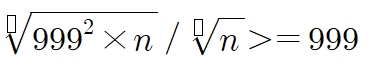 √999² × n / √n >= 999